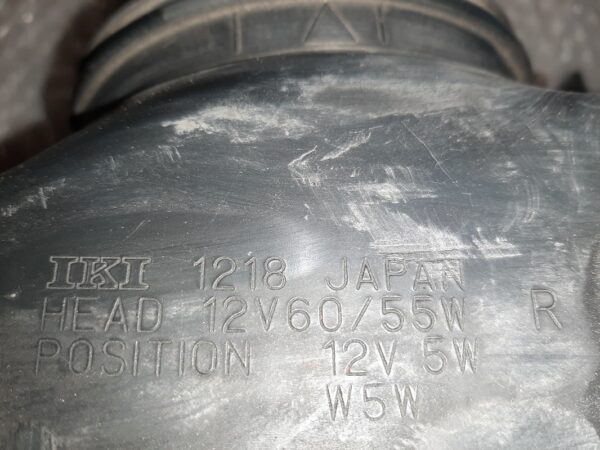 IKI 1218 JAPAN
HEAD 12V60/55W R
POSITION 12V 5W
W5W